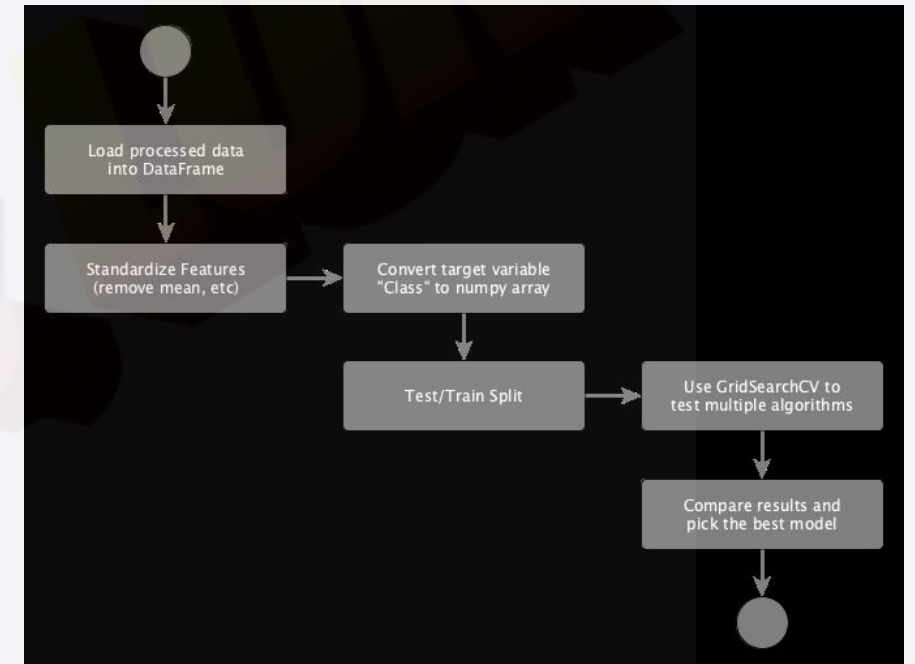 Load processed data
into DataFrame
Standardize Features
(remove mean, etc)
Convert target variable
"Class" to numpy array
Test/Train Split
Use GridSearchCV to
test multiple algorithms
Compare results and
pick the best model